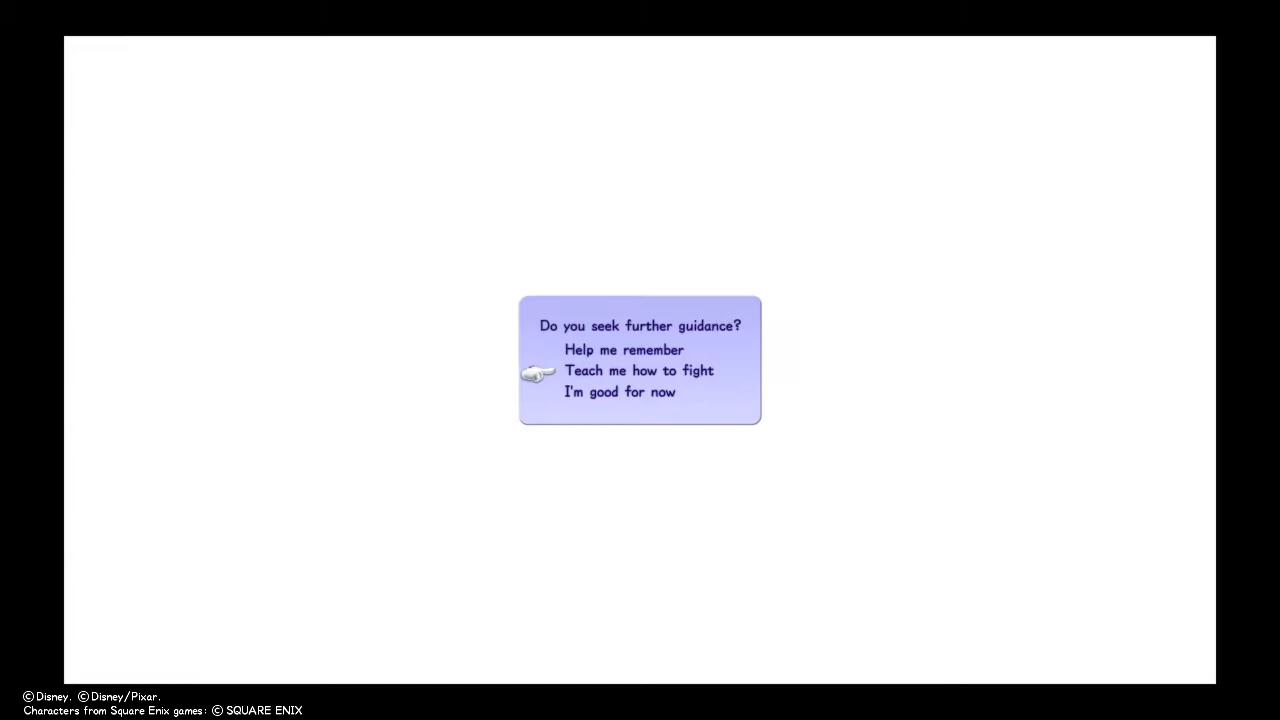 Do you seek further guidance?
Help me remember
Teach me how to fight
I'm good for now
©Disney. ©Disney/Pixar.
Characters from Square Enix games: © SQUARE ENIX